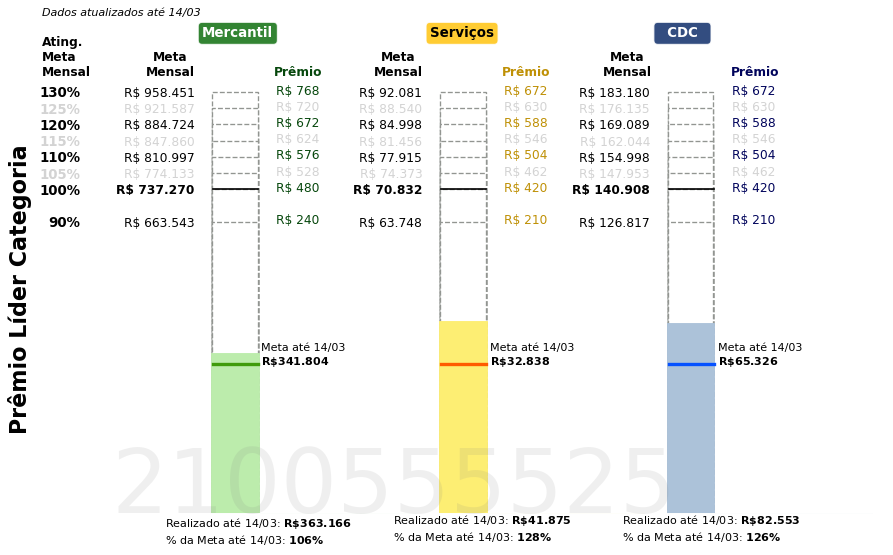 Dados atualizados até 14/03
Mercantil
Serviços
CDC
Ating. Meta Mensal
Meta Mensal
Prêmio
Meta Mensal
Prêmio
Meta Mensal
Prêmio
130% R$ 958.451 R$ 768 R$ 92.081 R$ 672 R$ 183.180 R$ 672
125% R$ 921.587 R$ 720 R$ 88.540 R$ 630 R$ 176.135 R$ 630
120% R$ 884.724 R$ 672 R$ 84.998 R$ 588 R$ 169.089 R$ 588
115% R$ 847.860 R$ 624 R$ 81.456 R$ 546 R$ 162.044 R$ 546
110% R$ 810.997 R$ 576 R$ 77.915 R$ 504 R$ 154.998 R$ 504
105% R$ 774.133 R$ 528 R$ 74.373 R$ 462 R$ 147.953 R$ 462
100% R$ 737.270 R$ 480 R$ 70.832 R$ 420 R$ 140.908 R$ 420
90% R$ 663.543 R$ 240 R$ 63.748 R$ 210 R$ 126.817 R$ 210
Prêmio Líder Categoria
Meta até 14/03
R$341.804
Meta até 14/03
R$32.838
Meta até 14/03
R$65.326
2100555525
Realizado até 14/03: R$363.166
% da Meta até 14/03: 106%
Realizado até 14/03: R$41.875
% da Meta até 14/03: 128%
Realizado até 14/03: R$82.553
% da Meta até 14/03: 126%